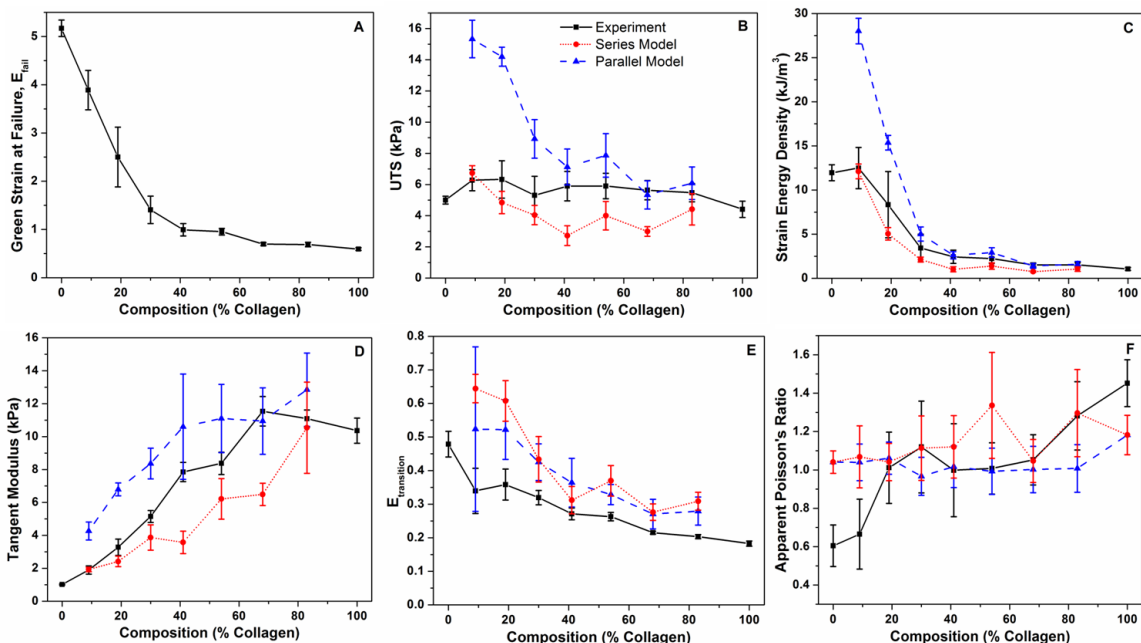 A
Green Strain at Failure, E_fail
5
4
3
2
1
0
0 20 40 60 80 100
Composition (% Collagen)
B
Experiment
Series Model
Parallel Model
UTS (kPa)
16
14
12
10
8
6
4
2
0
0 20 40 60 80 100
Composition (% Collagen)
C
Strain Energy Density (kJ/m³)
30
25
20
15
10
5
0
0 20 40 60 80 100
Composition (% Collagen)
D
Tangent Modulus (kPa)
16
14
12
10
8
6
4
2
0
0 20 40 60 80 100
Composition (% Collagen)
E
E_transition
0.8
0.7
0.6
0.5
0.4
0.3
0.2
0.1
0.0
0 20 40 60 80 100
Composition (% Collagen)
F
Apparent Poisson's Ratio
1.6
1.4
1.2
1.0
0.8
0.6
0.4
0 20 40 60 80 100
Composition (% Collagen)